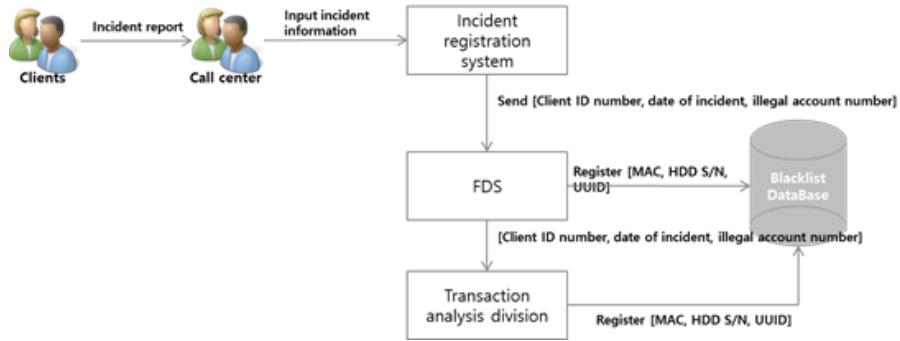 Incident report
Clients
Call center
Input incident
information
Incident
registration
system
Send [Client ID number, date of incident, illegal account number]
FDS
Register [MAC, HDD S/N,
UUID]
Blacklist
DataBase
[Client ID number, date of incident, illegal account number]
Transaction
analysis division
Register [MAC, HDD S/N, UUID]